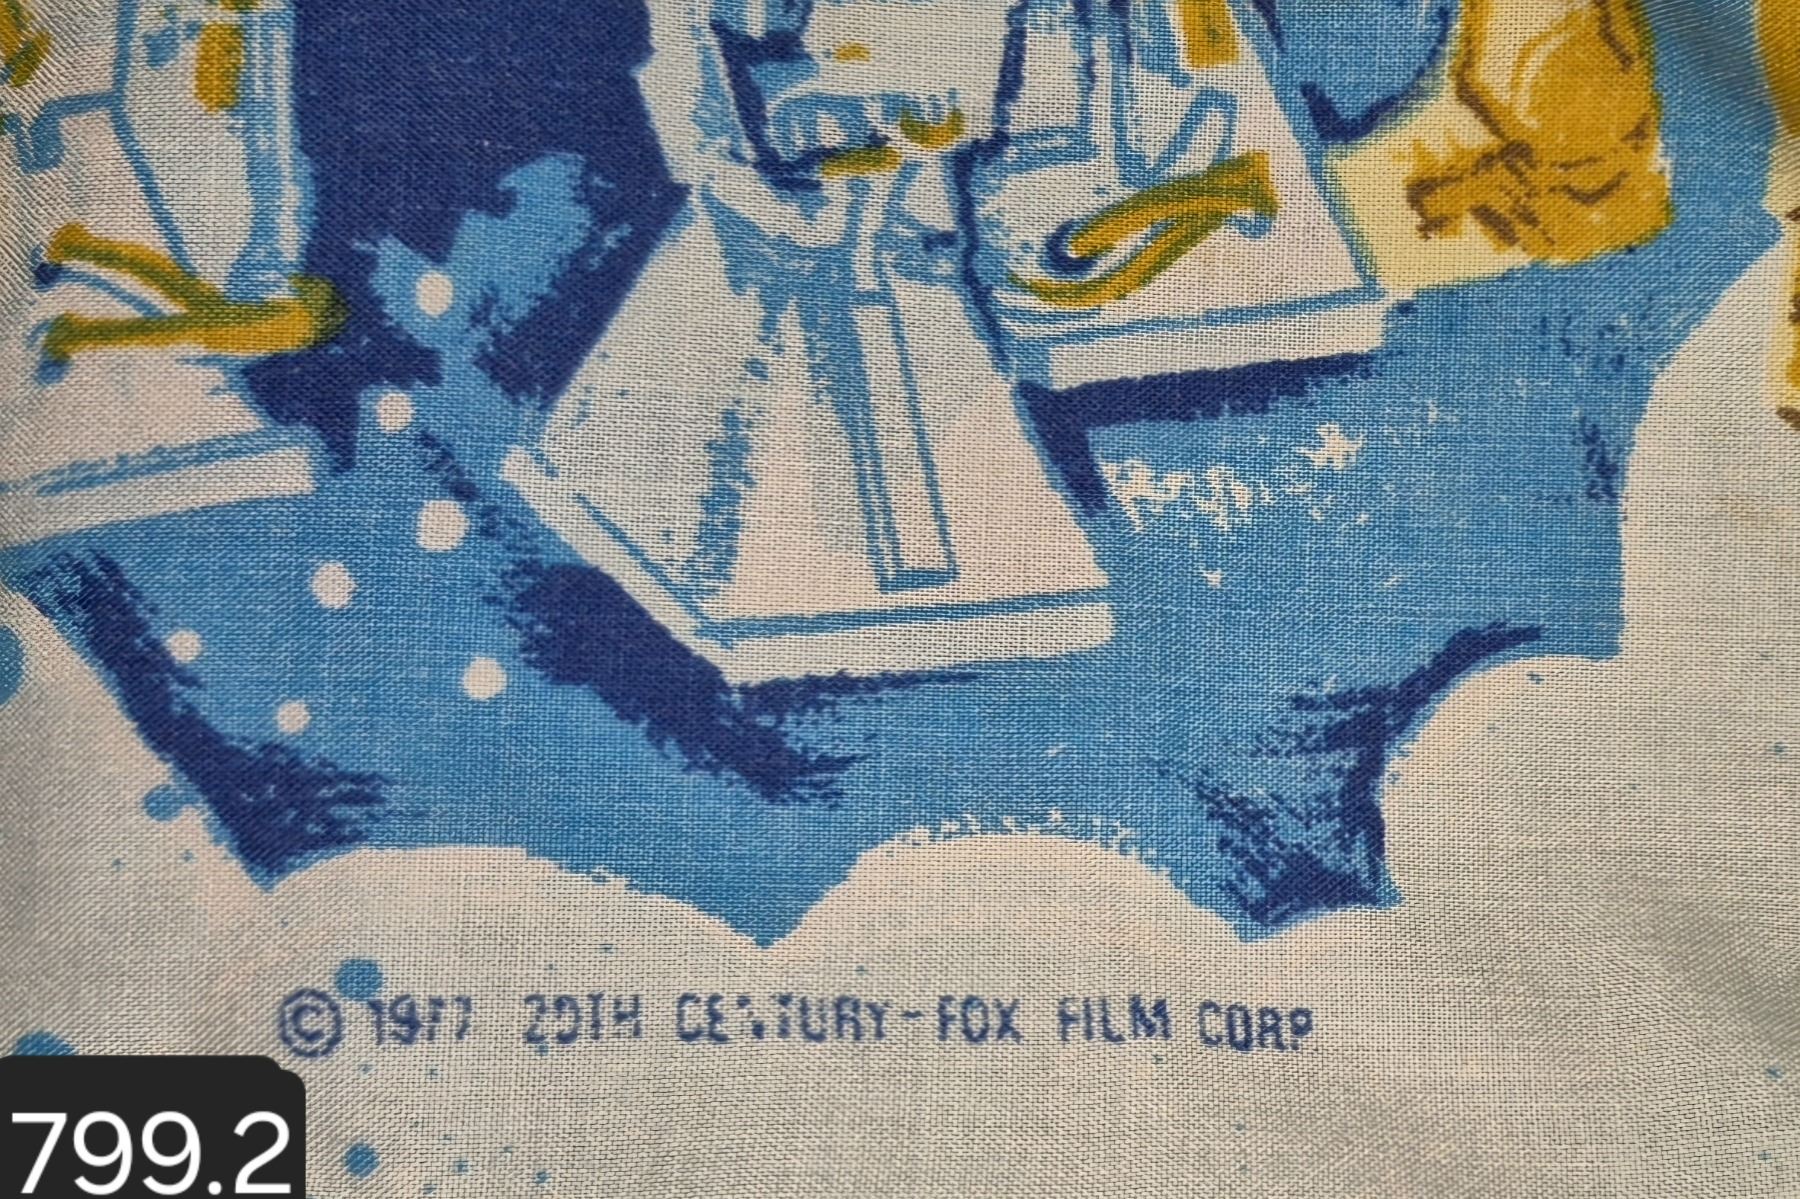 © 1977 20TH CENTURY-FOX FILM CORP
799.2